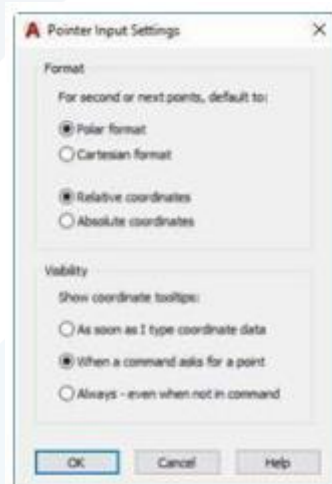 A Pointer Input Settings
Format
For second or next points, default to:
Polar format
Cartesian format
Relative coordinates
Absolute coordinates
Visibility
Show coordinate tooltips:
As soon as I type coordinate data
When a command asks for a point
Always - even when not in command
OK Cancel Help